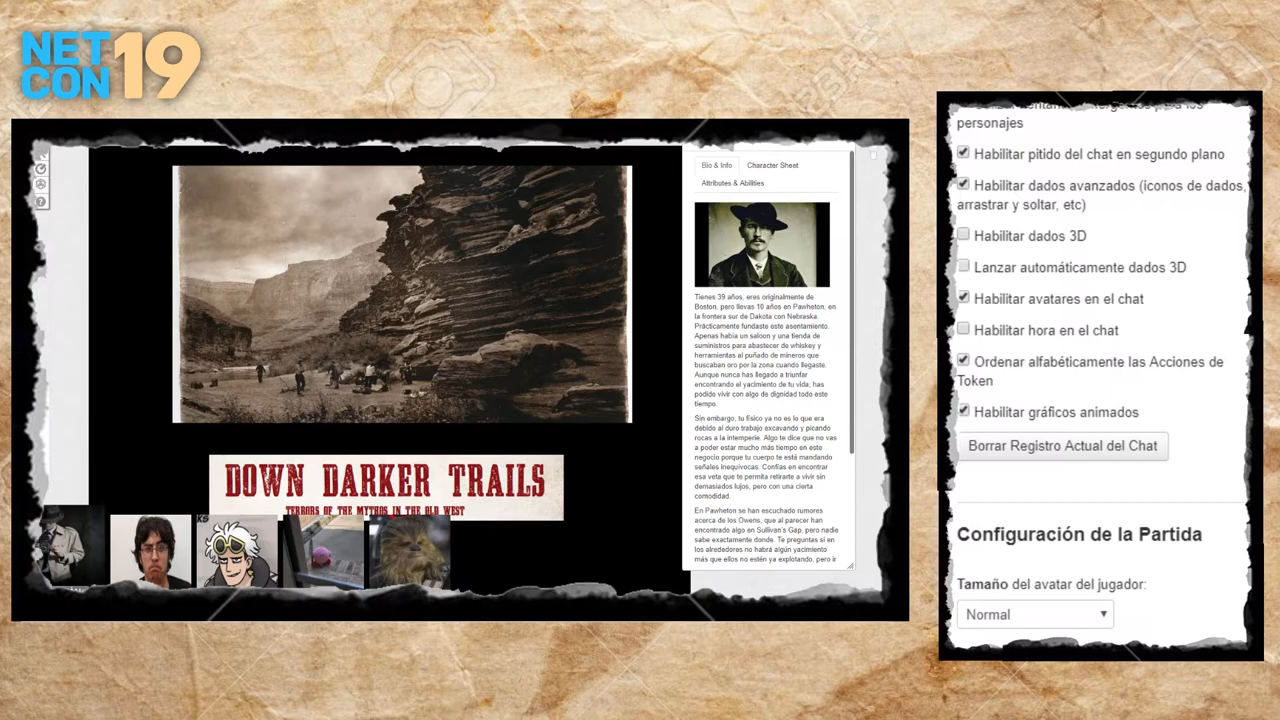 NET
CON 19
Bio & Info
Character Sheet
Attributes & Abilities
Tienes 39 años, eres originalmente de
Boston, pero llevas 10 años en Pawheton, en
la frontera sur de Dakota con Nebraska.
Prácticamente fundaste este asentamiento.
Apenas había un saloon y una tienda de
suministros para abastecer de whiskey y
herramientas al puñado de mineros que
buscaban oro por la zona cuando llegaste.
Aunque nunca has llegado a triunfar
encontrando el yacimiento de tu vida, has
podido vivir con algo de dignidad todo este
tiempo.
Sin embargo, tu físico ya no es lo que era
debido al duro trabajo excavando y picando
rocas a la intemperie. Algo te dice que no vas
a poder estar mucho más tiempo en este
negocio porque tu cuerpo te está mandando
señales inequívocas. Confías en encontrar
esa veta que te permita retirarte a vivir sin
demasiados lujos, pero con una cierta
comodidad.
En Pawheton se han escuchado rumores
acerca de los Owens, que al parecer han
encontrado algo en Sullivan's Gap, pero nadie
sabe exactamente donde. Te preguntas si en
los alrededores no habrá algún yacimiento
más que ellos no estén ya explotando, pero ir
DOWN DARKER TRAILS
TERRORS OF THE MYTHOS IN THE OLD WEST
KS
para los
personajes
Habilitar pitido del chat en segundo plano
Habilitar dados avanzados (iconos de dados,
arrastrar y soltar, etc)
Habilitar dados 3D
Lanzar automáticamente dados 3D
Habilitar avatares en el chat
Habilitar hora en el chat
Ordenar alfabéticamente las Acciones de
Token
Habilitar gráficos animados
Borrar Registro Actual del Chat
Configuración de la Partida
Tamaño del avatar del jugador:
Normal